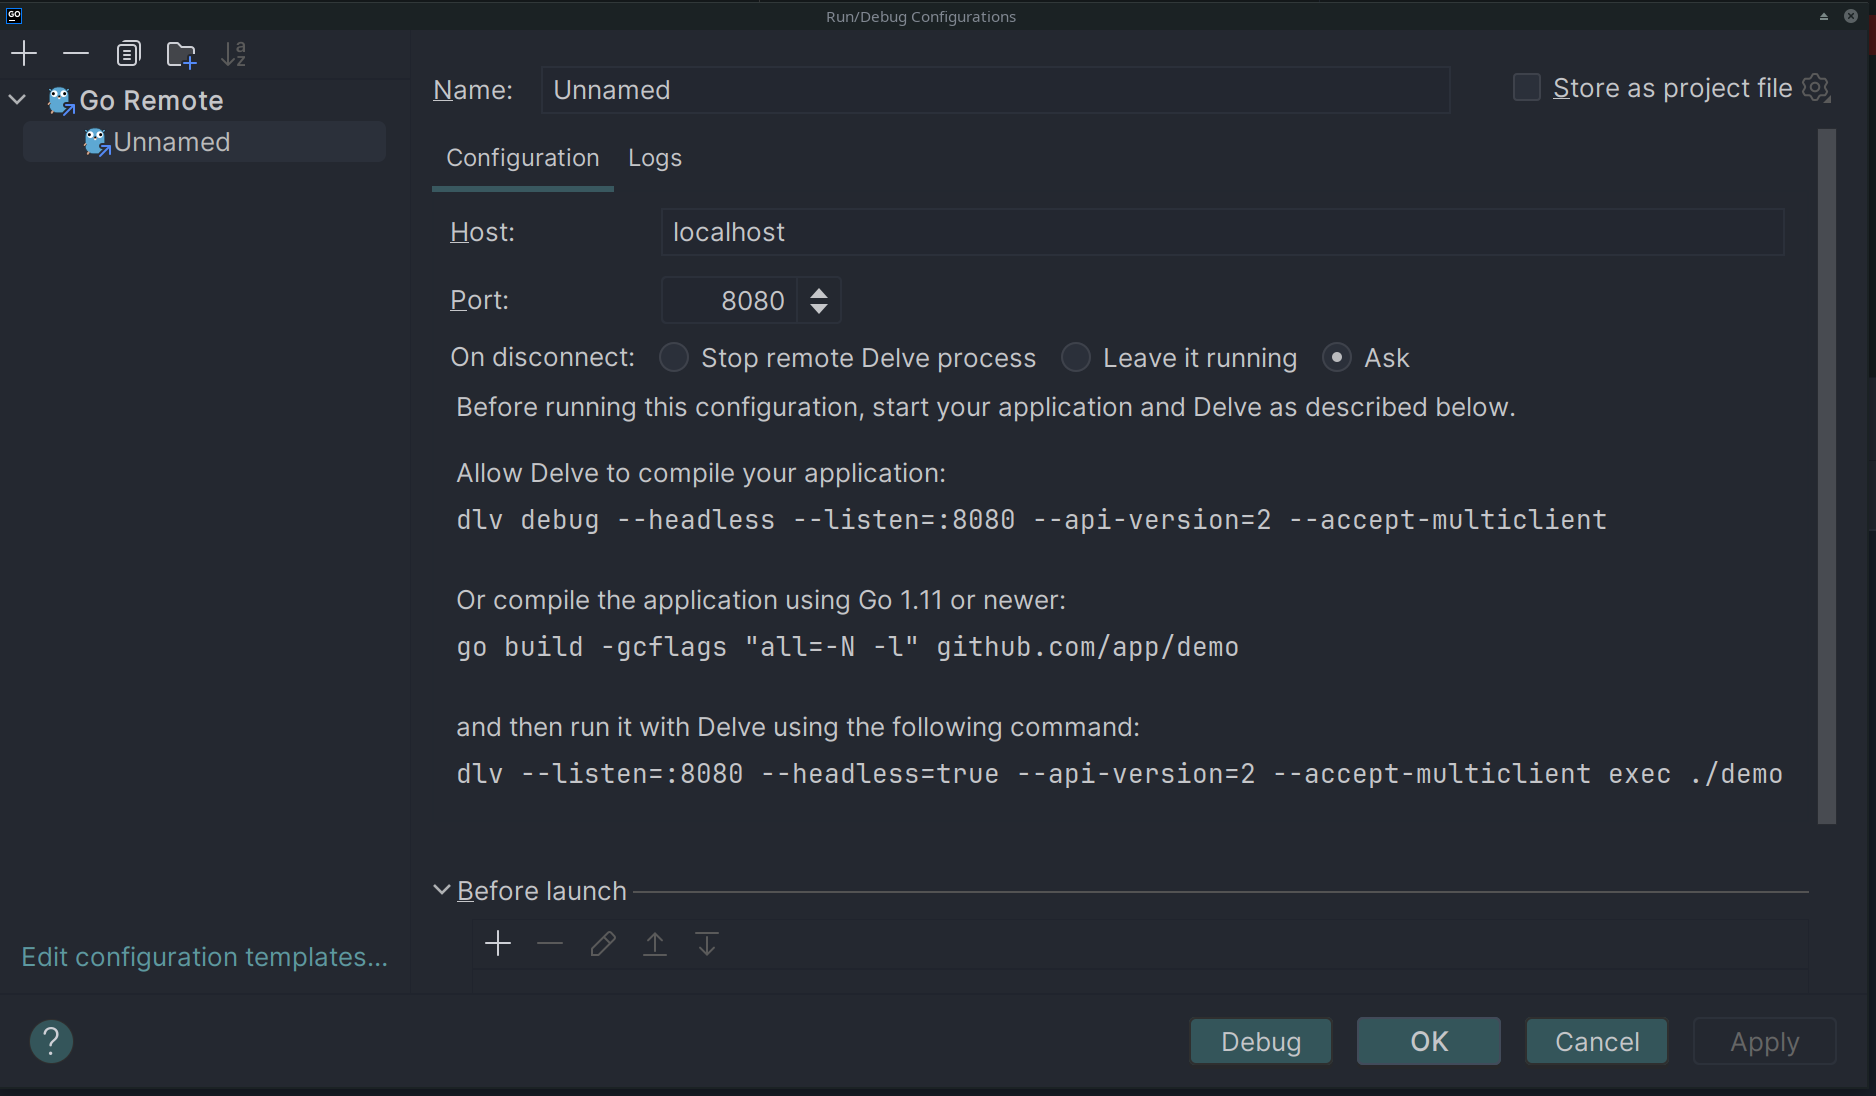 GO
Run/Debug Configurations
a
z
Go Remote
Unnamed
Name: Unnamed
Store as project file
Configuration Logs
Host: localhost
Port: 8080
On disconnect: Stop remote Delve process Leave it running Ask
Before running this configuration, start your application and Delve as described below.
Allow Delve to compile your application:
dlv debug --headless --listen=:8080 --api-version=2 --accept-multiclient
Or compile the application using Go 1.11 or newer:
go build -gcflags "all=-N -l" github.com/app/demo
and then run it with Delve using the following command:
dlv --listen=:8080 --headless=true --api-version=2 --accept-multiclient exec ./demo
Before launch
Edit configuration templates...
?
Debug OK Cancel Apply